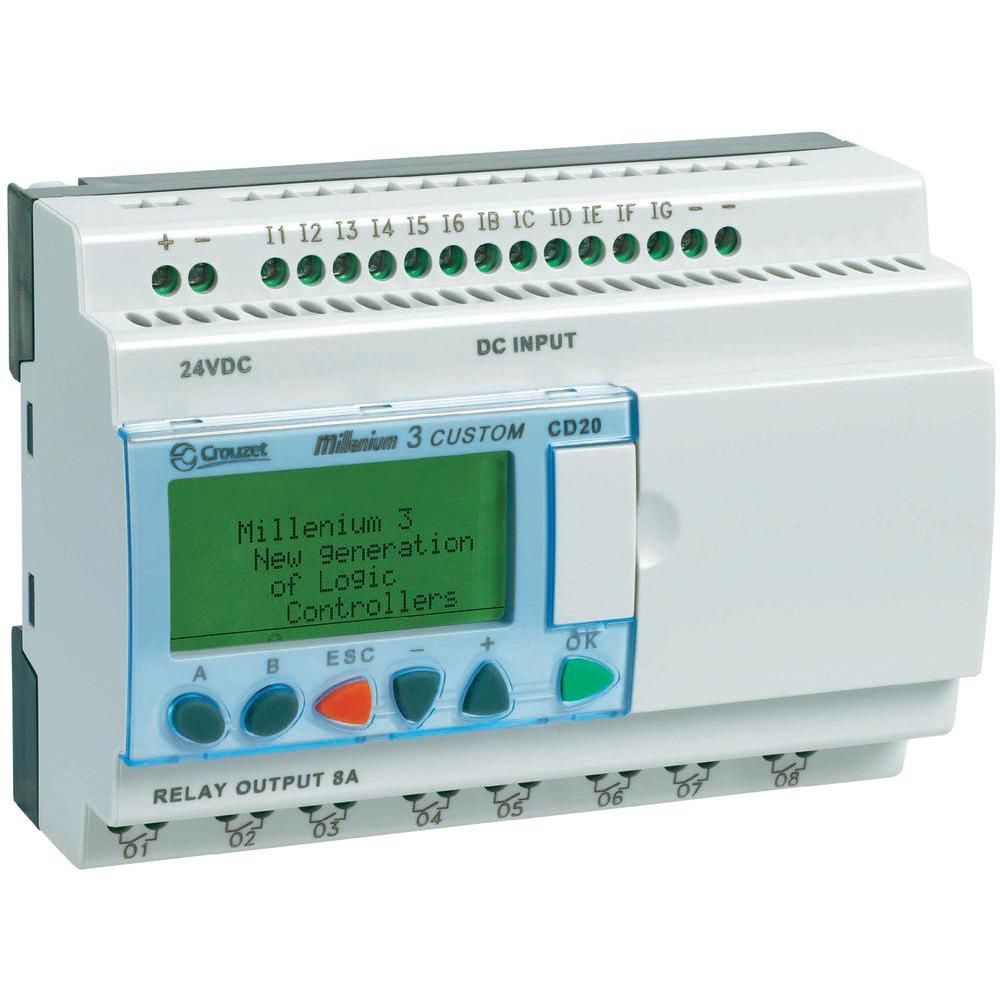 + - I1 I2 I3 I4 I5 I6 IB IC ID IE IF IG - -
24VDC DC INPUT
Crouzet Millenium 3 CUSTOM CD20
Millenium 3
New generation
of Logic
Controllers
A B ESC - + OK
RELAY OUTPUT 8A
O1 O2 O3 O4 O5 O6 O7 O8